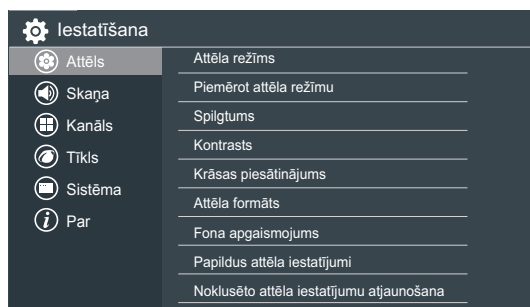 Iestatīšana
Attēls
Skaņa
Kanāls
Tīkls
Sistēma
Par
Attēla režīms
Piemērot attēla režīmu
Spilgtums
Kontrasts
Krāsas piesātinājums
Attēla formāts
Fona apgaismojums
Papildus attēla iestatījumi
Noklusēto attēla iestatījumu atjaunošana